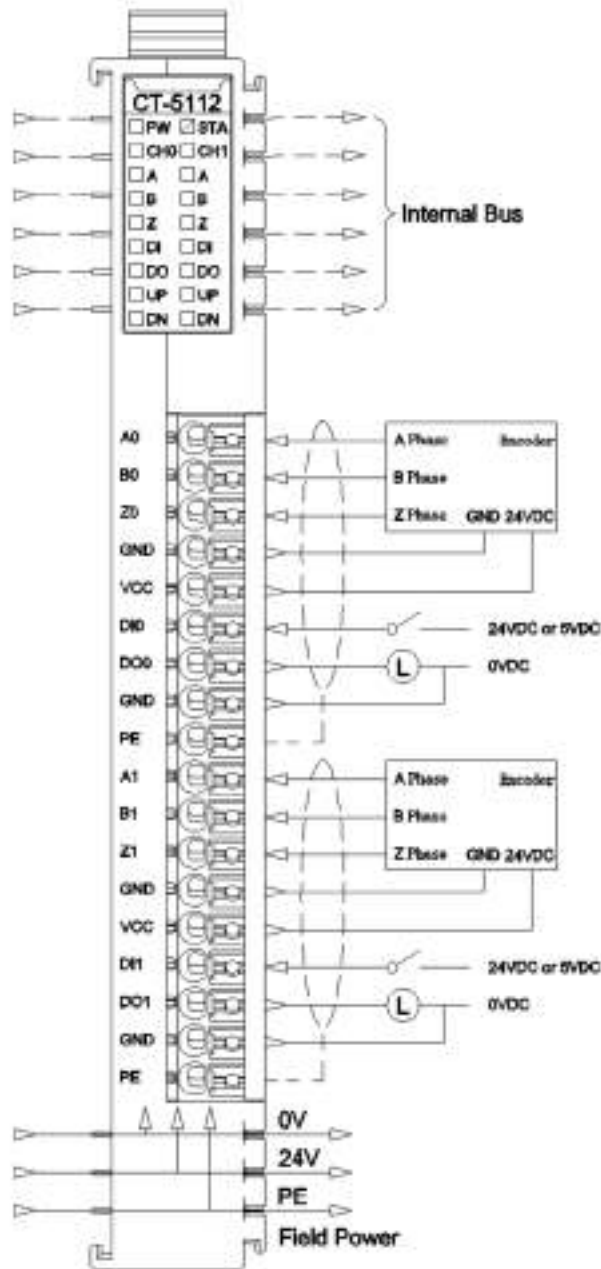 CT-5112
PW STA
CH0 CH1
A A
B B
Z Z
DI DI
DO DO
UP UP
DN DN
Internal Bus
A0
B0
Z0
GND
VCC
DI0
DO0
GND
PE
A Phase Encoder
B Phase
Z Phase GND 24VDC
24VDC or 5VDC
L 0VDC
A1
B1
Z1
GND
VCC
DI1
DO1
GND
PE
A Phase Encoder
B Phase
Z Phase GND 24VDC
24VDC or 5VDC
L 0VDC
0V
24V
PE
Field Power